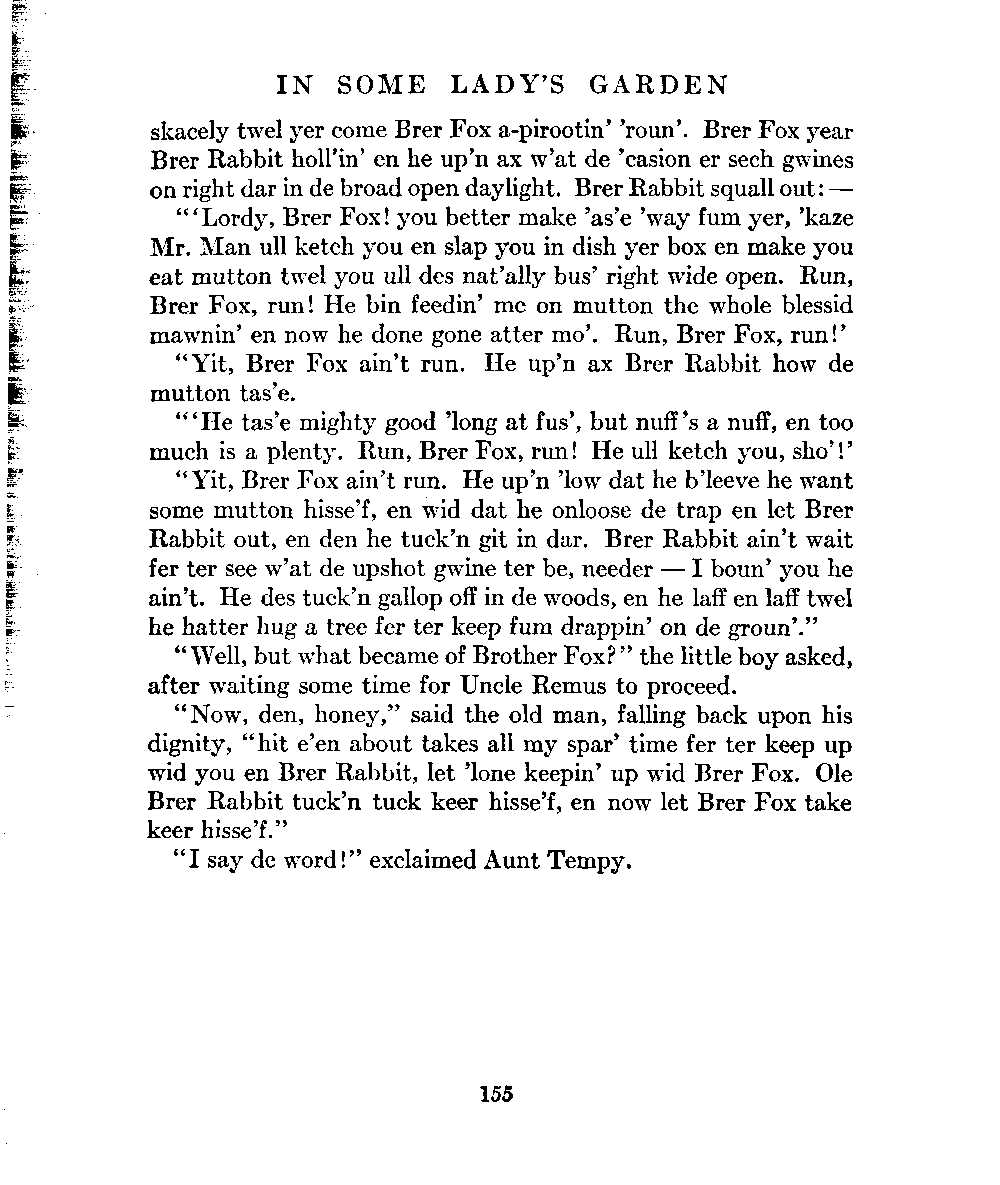 IN SOME LADY'S GARDEN
skacely twel yer come Brer Fox a-pirootin' 'roun'. Brer Fox year
Brer Rabbit holl'in' en he up'n ax w'at de 'casion er sech gwines
on right dar in de broad open daylight. Brer Rabbit squall out: —
"'Lordy, Brer Fox! you better make 'as'e 'way fum yer, 'kaze
Mr. Man ull ketch you en slap you in dish yer box en make you
eat mutton twel you ull des nat'ally bus' right wide open. Run,
Brer Fox, run! He bin feedin' me on mutton the whole blessid
mawnin' en now he done gone atter mo'. Run, Brer Fox, run!'
"Yit, Brer Fox ain't run. He up'n ax Brer Rabbit how de
mutton tas'e.
"'He tas'e mighty good 'long at fus', but nuff's a nuff, en too
much is a plenty. Run, Brer Fox, run! He ull ketch you, sho'!'
"Yit, Brer Fox ain't run. He up'n 'low dat he b'leeve he want
some mutton hisse'f, en wid dat he onloose de trap en let Brer
Rabbit out, en den he tuck'n git in dar. Brer Rabbit ain't wait
fer ter see w'at de upshot gwine ter be, needer — I boun' you he
ain't. He des tuck'n gallop off in de woods, en he laff en laff twel
he hatter hug a tree fer ter keep fum drappin' on de groun'."
"Well, but what became of Brother Fox?" the little boy asked,
after waiting some time for Uncle Remus to proceed.
"Now, den, honey," said the old man, falling back upon his
dignity, "hit e'en about takes all my spar' time fer ter keep up
wid you en Brer Rabbit, let 'lone keepin' up wid Brer Fox. Ole
Brer Rabbit tuck'n tuck keer hisse'f, en now let Brer Fox take
keer hisse'f."
"I say de word!" exclaimed Aunt Tempy.
155